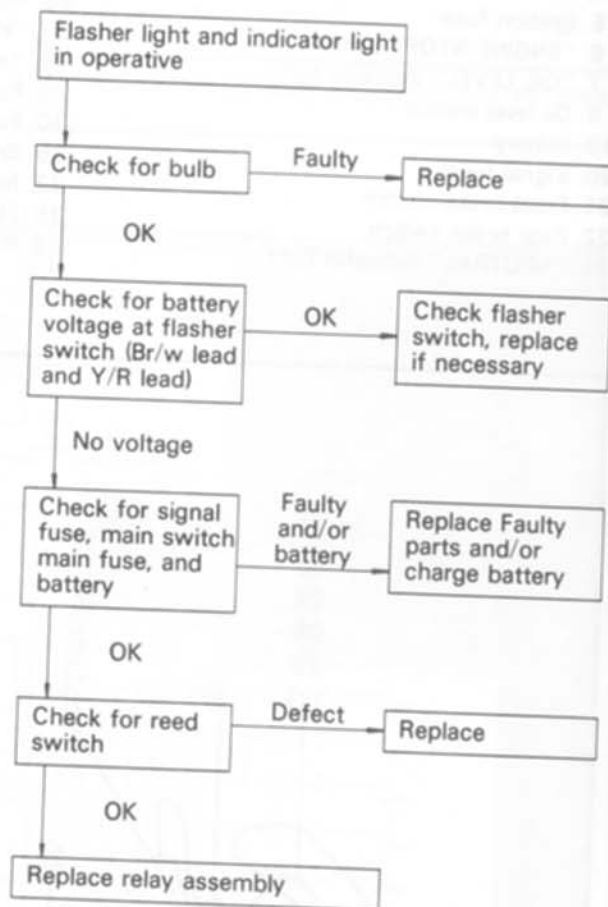 Flasher light and indicator light
in operative
Check for bulb
Faulty
Replace
OK
Check for battery
voltage at flasher
switch (Br/w lead
and Y/R lead)
OK
Check flasher
switch, replace
if necessary
No voltage
Check for signal
fuse, main switch
main fuse, and
battery
Faulty
and/or
battery
Replace Faulty
parts and/or
charge battery
OK
Check for reed
switch
Defect
Replace
OK
Replace relay assembly